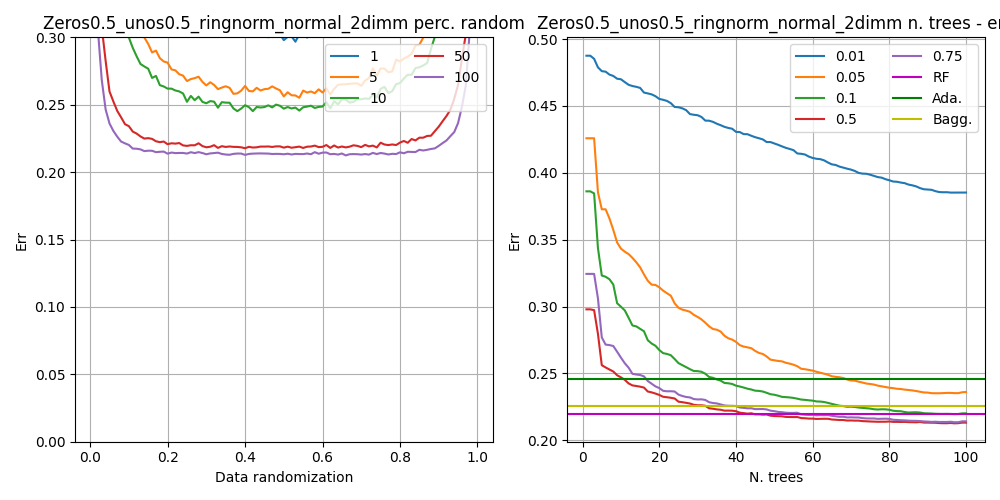 Zeros0.5_unos0.5_ringnorm_normal_2dimm perc. random
0.30
0.25
0.20
0.15
0.10
0.05
0.00
Err
0.0 0.2 0.4 0.6 0.8 1.0
Data randomization
1 50
5 100
10
Zeros0.5_unos0.5_ringnorm_normal_2dimm n. trees - er
0.50
0.45
0.40
0.35
0.30
0.25
0.20
Err
0 20 40 60 80 100
N. trees
0.01 0.75
0.05 RF
0.1 Ada.
0.5 Bagg.